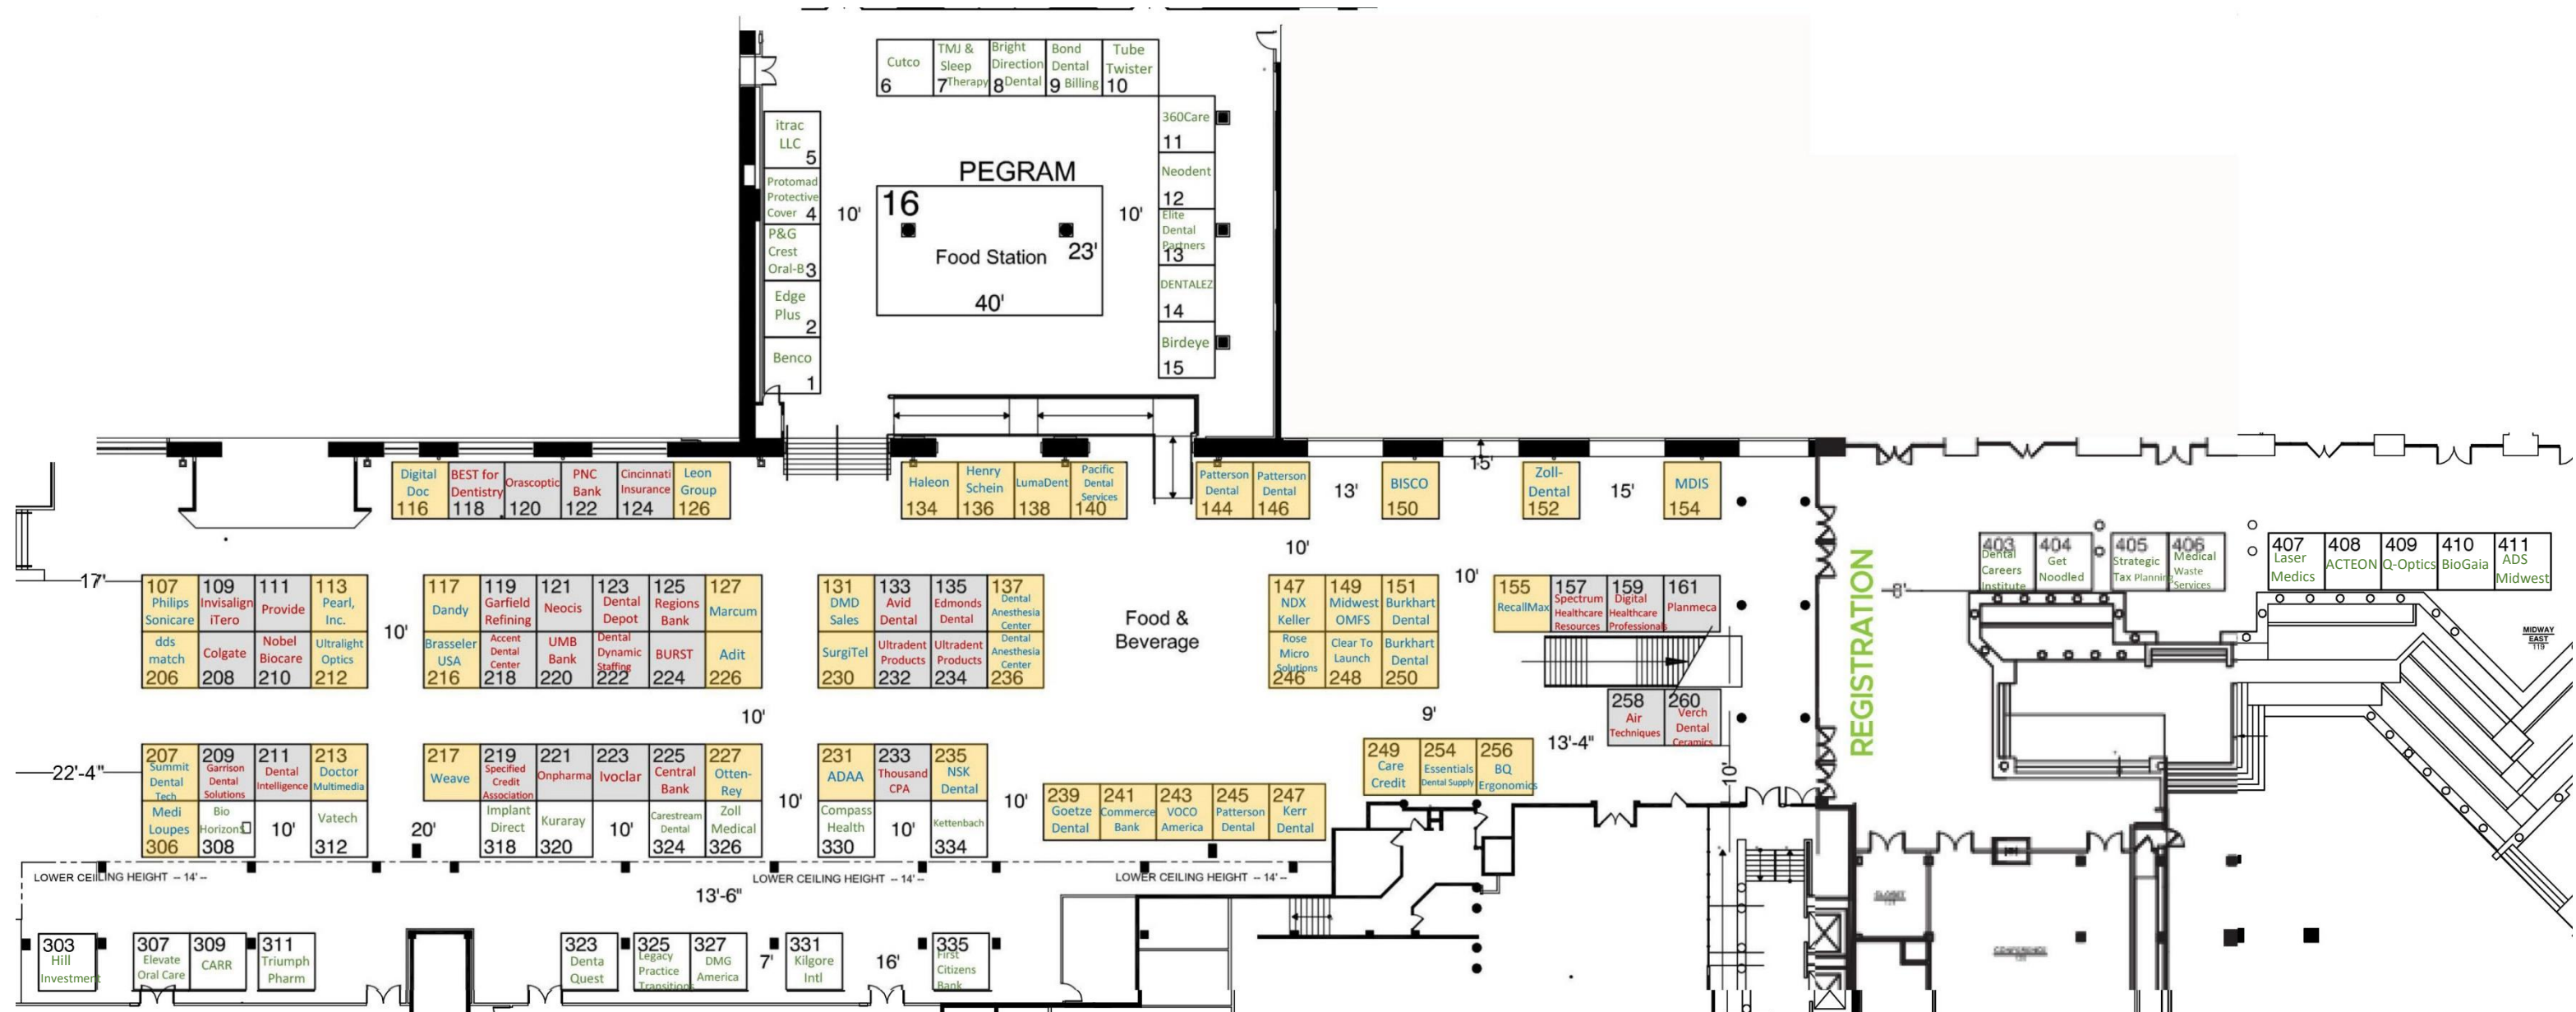 Cutco
6
TMJ &
Sleep
7 Therapy
Bright
Direction
8 Dental
Bond
Dental
9 Billing
Tube
Twister
10
itrac
LLC
5
Protomad
Protective
Cover 4
P&G
Crest
Oral-B 3
Edge
Plus
2
Benco
1
360Care
11
Neodent
12
Elite
Dental
Partners
13
DENTALEZ
14
Birdeye
15
PEGRAM
16
10'
10'
23'
Food Station
40'
Digital
Doc
116
BEST for
Dentistry
118
Orascoptic
120
PNC
Bank
122
Cincinnati
Insurance
124
Leon
Group
126
Haleon
134
Henry
Schein
136
LumaDent
138
Pacific
Dental
Services
140
Patterson
Dental
144
Patterson
Dental
146
13'
BISCO
150
15'
Zoll-
Dental
152
15'
MDIS
154
10'
17'
107
Philips
Sonicare
109
Invisalign
iTero
111
Provide
113
Pearl,
Inc.
dds
match
206
Colgate
208
Nobel
Biocare
210
Ultralight
Optics
212
10'
117
Dandy
119
Garfield
Refining
121
Neocis
123
Dental
Depot
125
Regions
Bank
127
Marcum
Brasseler
USA
216
Accent
Dental
Center
218
UMB
Bank
220
Dental
Dynamic
Staffing
222
BURST
224
Adit
226
131
DMD
Sales
133
Avid
Dental
135
Edmonds
Dental
137
Dental
Anesthesia
Center
SurgiTel
230
Ultradent
Products
232
Ultradent
Products
234
Dental
Anesthesia
Center
236
Food &
Beverage
147
NDX
Keller
149
Midwest
OMFS
151
Burkhart
Dental
Rose
Micro
Solutions
246
Clear To
Launch
248
Burkhart
Dental
250
10'
155
RecallMax
157
Spectrum
Healthcare
Resources
159
Digital
Healthcare
Professionals
161
Planmeca
258
Air
Techniques
260
Verch
Dental
Ceramics
REGISTRATION
8'
403
Dental
Careers
Institute
404
Get
Noodled
405
Strategic
Tax Planning
406
Medical
Waste
Services
407
Laser
Medics
408
ACTEON
409
Q-Optics
410
BioGaia
411
ADS
Midwest
MIDWAY
EAST
119
10'
9'
13'-4"
10'
22'-4"
207
Summit
Dental
Tech
209
Garrison
Dental
Solutions
211
Dental
Intelligence
213
Doctor
Multimedia
Medi
Loupes
306
Bio
Horizons
308
10'
Vatech
312
20'
217
Weave
219
Specified
Credit
Association
221
Onpharma
223
Ivoclar
225
Central
Bank
227
Otten-
Rey
Implant
Direct
318
Kuraray
320
10'
Carestream
Dental
324
Zoll
Medical
326
10'
231
ADAA
233
Thousand
CPA
235
NSK
Dental
Compass
Health
330
10'
Kettenbach
334
10'
239
Goetze
Dental
241
Commerce
Bank
243
VOCO
America
245
Patterson
Dental
247
Kerr
Dental
249
Care
Credit
254
Essentials
Dental Supply
256
BQ
Ergonomics
LOWER CEILING HEIGHT -- 14' --
LOWER CEILING HEIGHT -- 14' --
LOWER CEILING HEIGHT -- 14' --
13'-6"
303
Hill
Investment
307
Elevate
Oral Care
309
CARR
311
Triumph
Pharm
323
Denta
Quest
325
Legacy
Practice
Transitions
327
DMG
America
7'
331
Kilgore
Intl
16'
335
First
Citizens
Bank